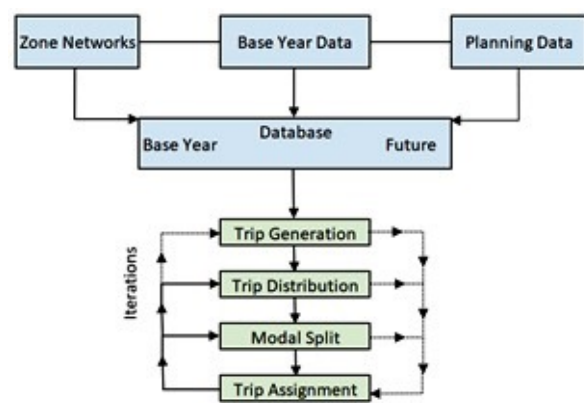 Zone Networks
Base Year Data
Planning Data
Database
Base Year
Future
Trip Generation
Iterations
Trip Distribution
Modal Split
Trip Assignment